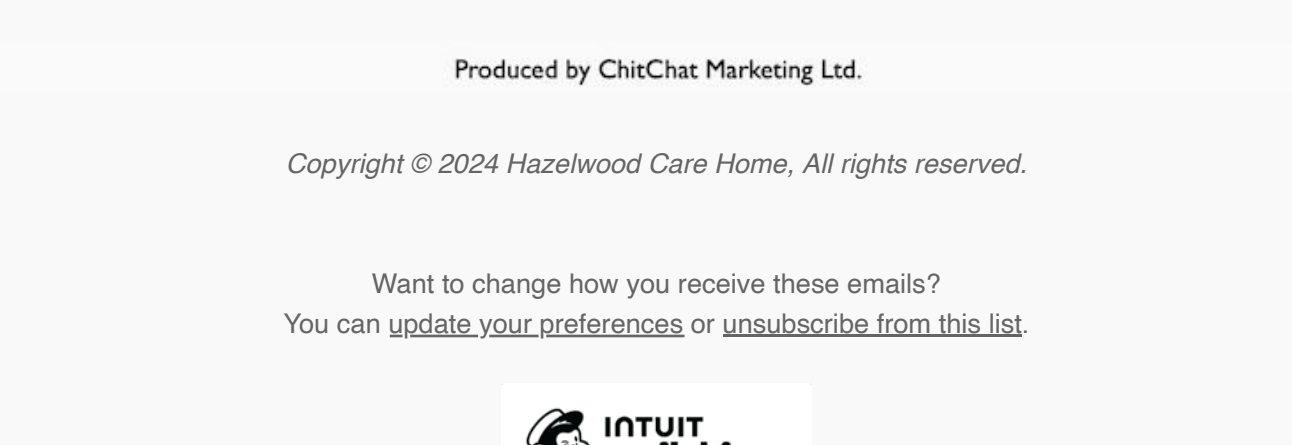 Produced by ChitChat Marketing Ltd.
Copyright © 2024 Hazelwood Care Home, All rights reserved.
Want to change how you receive these emails?
You can update your preferences or unsubscribe from this list.
INTUIT